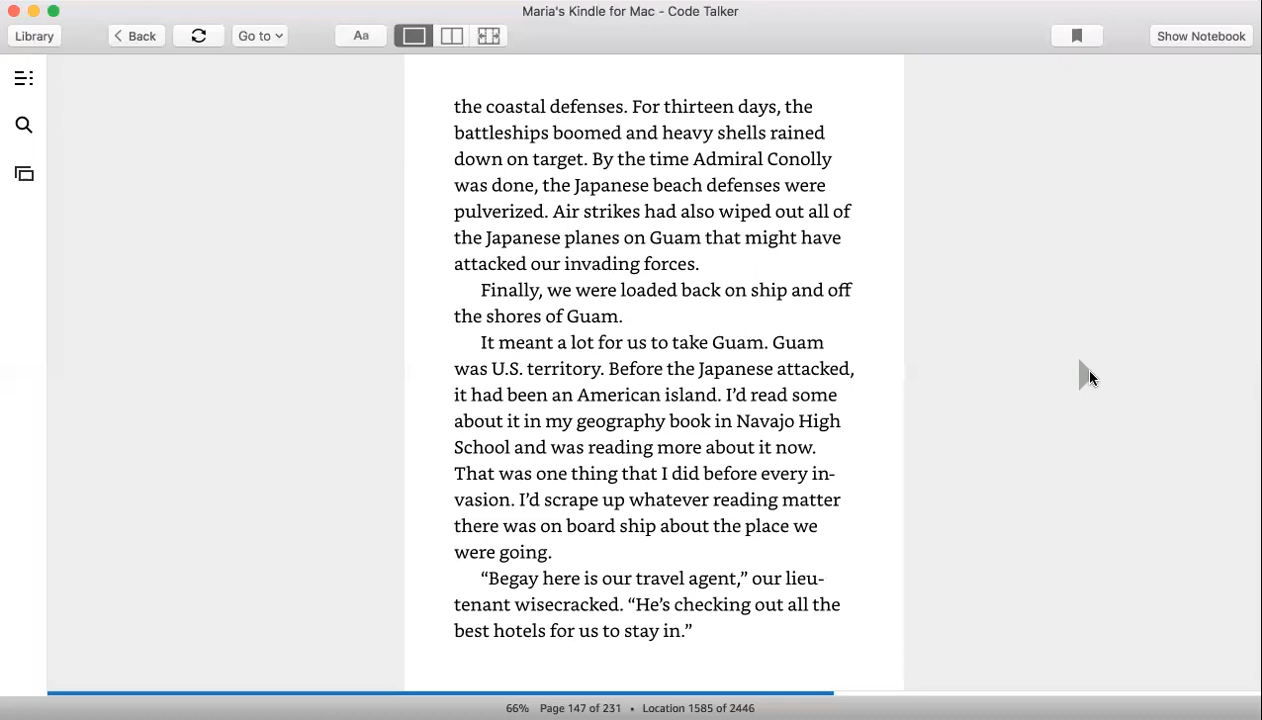 Maria's Kindle for Mac - Code Talker
Library
Back
Go to
Aa
Show Notebook
the coastal defenses. For thirteen days, the
battleships boomed and heavy shells rained
down on target. By the time Admiral Conolly
was done, the Japanese beach defenses were
pulverized. Air strikes had also wiped out all of
the Japanese planes on Guam that might have
attacked our invading forces.
Finally, we were loaded back on ship and off
the shores of Guam.
It meant a lot for us to take Guam. Guam
was U.S. territory. Before the Japanese attacked,
it had been an American island. I’d read some
about it in my geography book in Navajo High
School and was reading more about it now.
That was one thing that I did before every in-
vasion. I’d scrape up whatever reading matter
there was on board ship about the place we
were going.
“Begay here is our travel agent,” our lieu-
tenant wisecracked. “He’s checking out all the
best hotels for us to stay in.”
66% Page 147 of 231 • Location 1585 of 2446